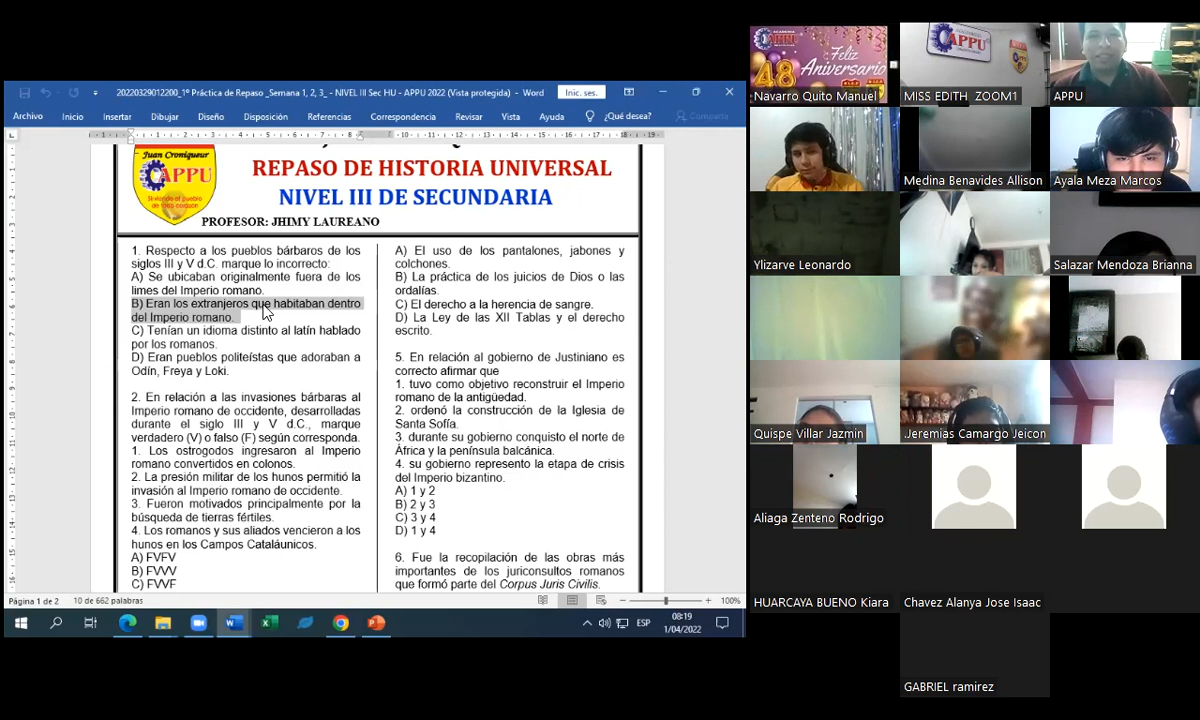 20220329012200_1º Práctica de Repaso _Semana 1, 2, 3_ - NIVEL III Sec HU - APPU 2022 (Vista protegida) - Word
Inic. ses.
Archivo Inicio Insertar Dibujar Diseño Disposición Referencias Correspondencia Revisar Vista Ayuda ¿Qué desea? Compartir
Juan Croniqueur
APPU
REPASO DE HISTORIA UNIVERSAL
NIVEL III DE SECUNDARIA
PROFESOR: JHIMY LAUREANO
1. Respecto a los pueblos bárbaros de los
siglos III y V d.C. marque lo incorrecto:
A) Se ubicaban originalmente fuera de los
limes del Imperio romano.
B) Eran los extranjeros que habitaban dentro
del Imperio romano.
C) Tenían un idioma distinto al latín hablado
por los romanos.
D) Eran pueblos politeístas que adoraban a
Odín, Freya y Loki.
2. En relación a las invasiones bárbaras al
Imperio romano de occidente, desarrolladas
durante el siglo III y V d.C., marque
verdadero (V) o falso (F) según corresponda.
1. Los ostrogodos ingresaron al Imperio
romano convertidos en colonos.
2. La presión militar de los hunos permitió la
invasión al Imperio romano de occidente.
3. Fueron motivados principalmente por la
búsqueda de tierras fértiles.
4. Los romanos y sus aliados vencieron a los
hunos en los Campos Cataláunicos.
A) FVFV
B) FVVV
C) FVVF
A) El uso de los pantalones, jabones y
colchones.
B) La práctica de los juicios de Dios o las
ordalías.
C) El derecho a la herencia de sangre.
D) La Ley de las XII Tablas y el derecho
escrito.
5. En relación al gobierno de Justiniano es
correcto afirmar que
1. tuvo como objetivo reconstruir el Imperio
romano de la antigüedad.
2. ordenó la construcción de la Iglesia de
Santa Sofía.
3. durante su gobierno conquisto el norte de
África y la península balcánica.
4. su gobierno represento la etapa de crisis
del Imperio bizantino.
A) 1 y 2
B) 2 y 3
C) 3 y 4
D) 1 y 4
6. Fue la recopilación de las obras más
importantes de los juriconsultos romanos
que formó parte del Corpus Juris Civilis.
Página 1 de 2 10 de 662 palabras
100%
ESP
08:19
1/04/2022
ACADEMIA
APPU
Feliz
48 Aniversario
Navarro Quito Manuel
APPU
MISS EDITH ZOOM1
APPU
Medina Benavides Allison
Ayala Meza Marcos
Ylizarve Leonardo
Salazar Mendoza Brianna
Quispe Villar Jazmin
Jeremias Camargo Jeicon
Aliaga Zenteno Rodrigo
HUARCAYA BUENO Kiara
Chavez Alanya Jose Isaac
GABRIEL ramirez